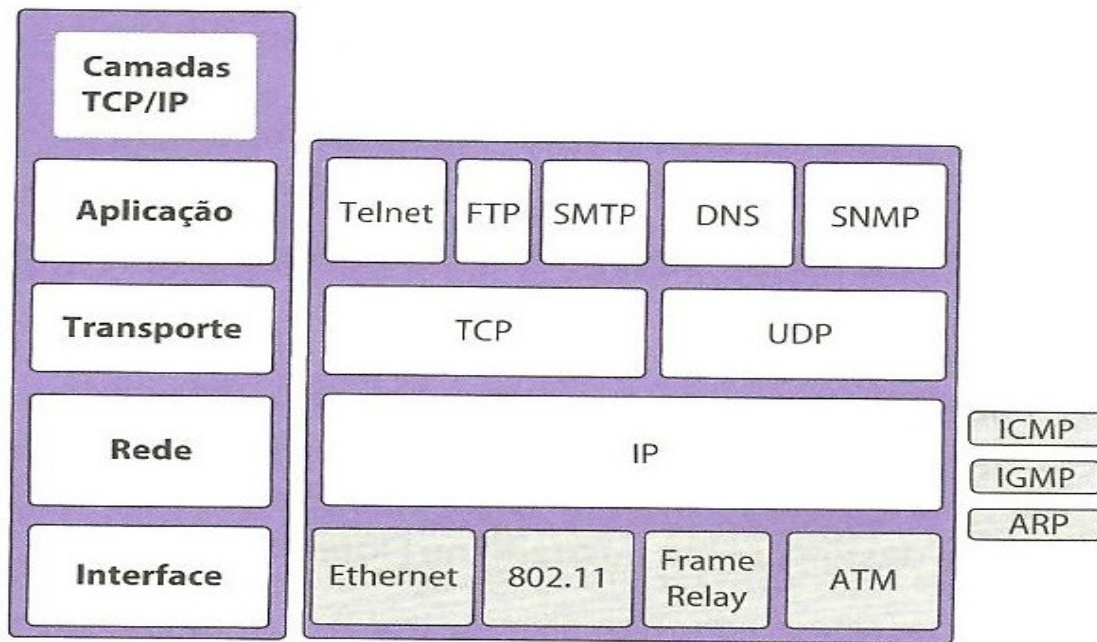 Camadas
TCP/IP
Aplicação
Telnet
FTP
SMTP
DNS
SNMP
Transporte
TCP
UDP
Rede
IP
ICMP
IGMP
ARP
Interface
Ethernet
802.11
Frame
Relay
ATM